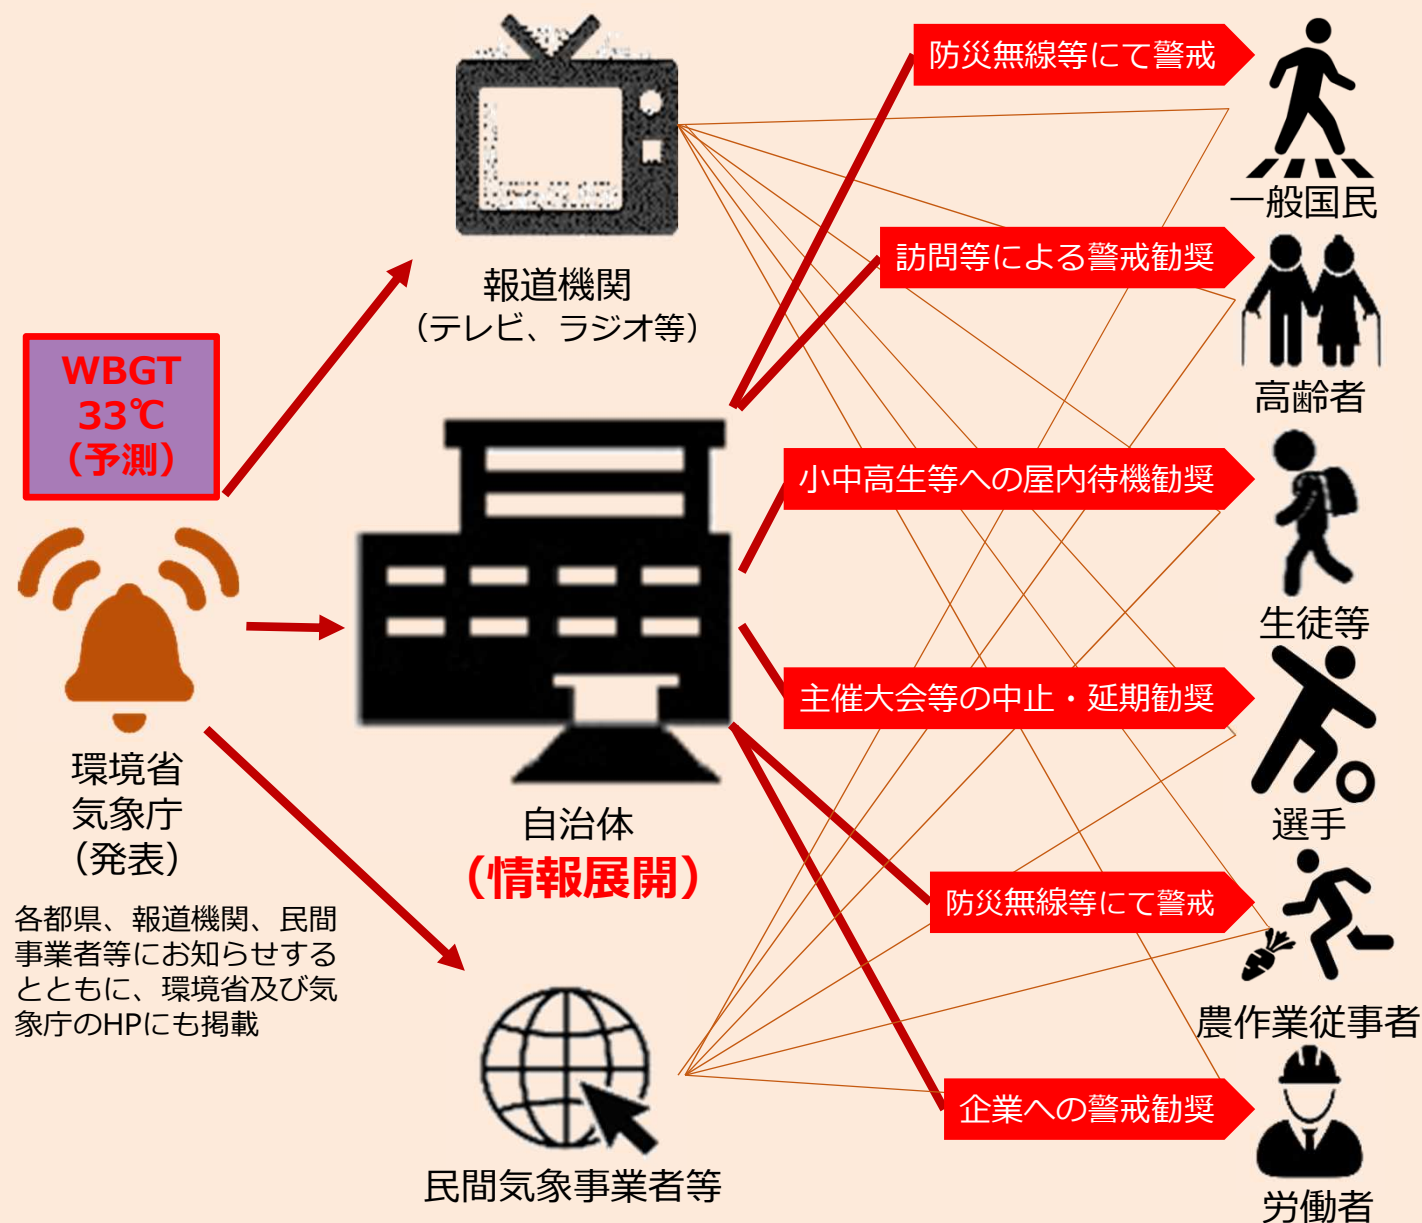 WBGT
33℃
（予測）
環境省
気象庁
（発表）
各都県、報道機関、民間
事業者等にお知らせする
とともに、環境省及び気
象庁のHPにも掲載
報道機関
（テレビ、ラジオ等）
自治体
（情報展開）
民間気象事業者等
防災無線等にて警戒
一般国民
訪問等による警戒勧奨
高齢者
小中高生等への屋内待機勧奨
生徒等
主催大会等の中止・延期勧奨
選手
防災無線等にて警戒
農作業従事者
企業への警戒勧奨
労働者